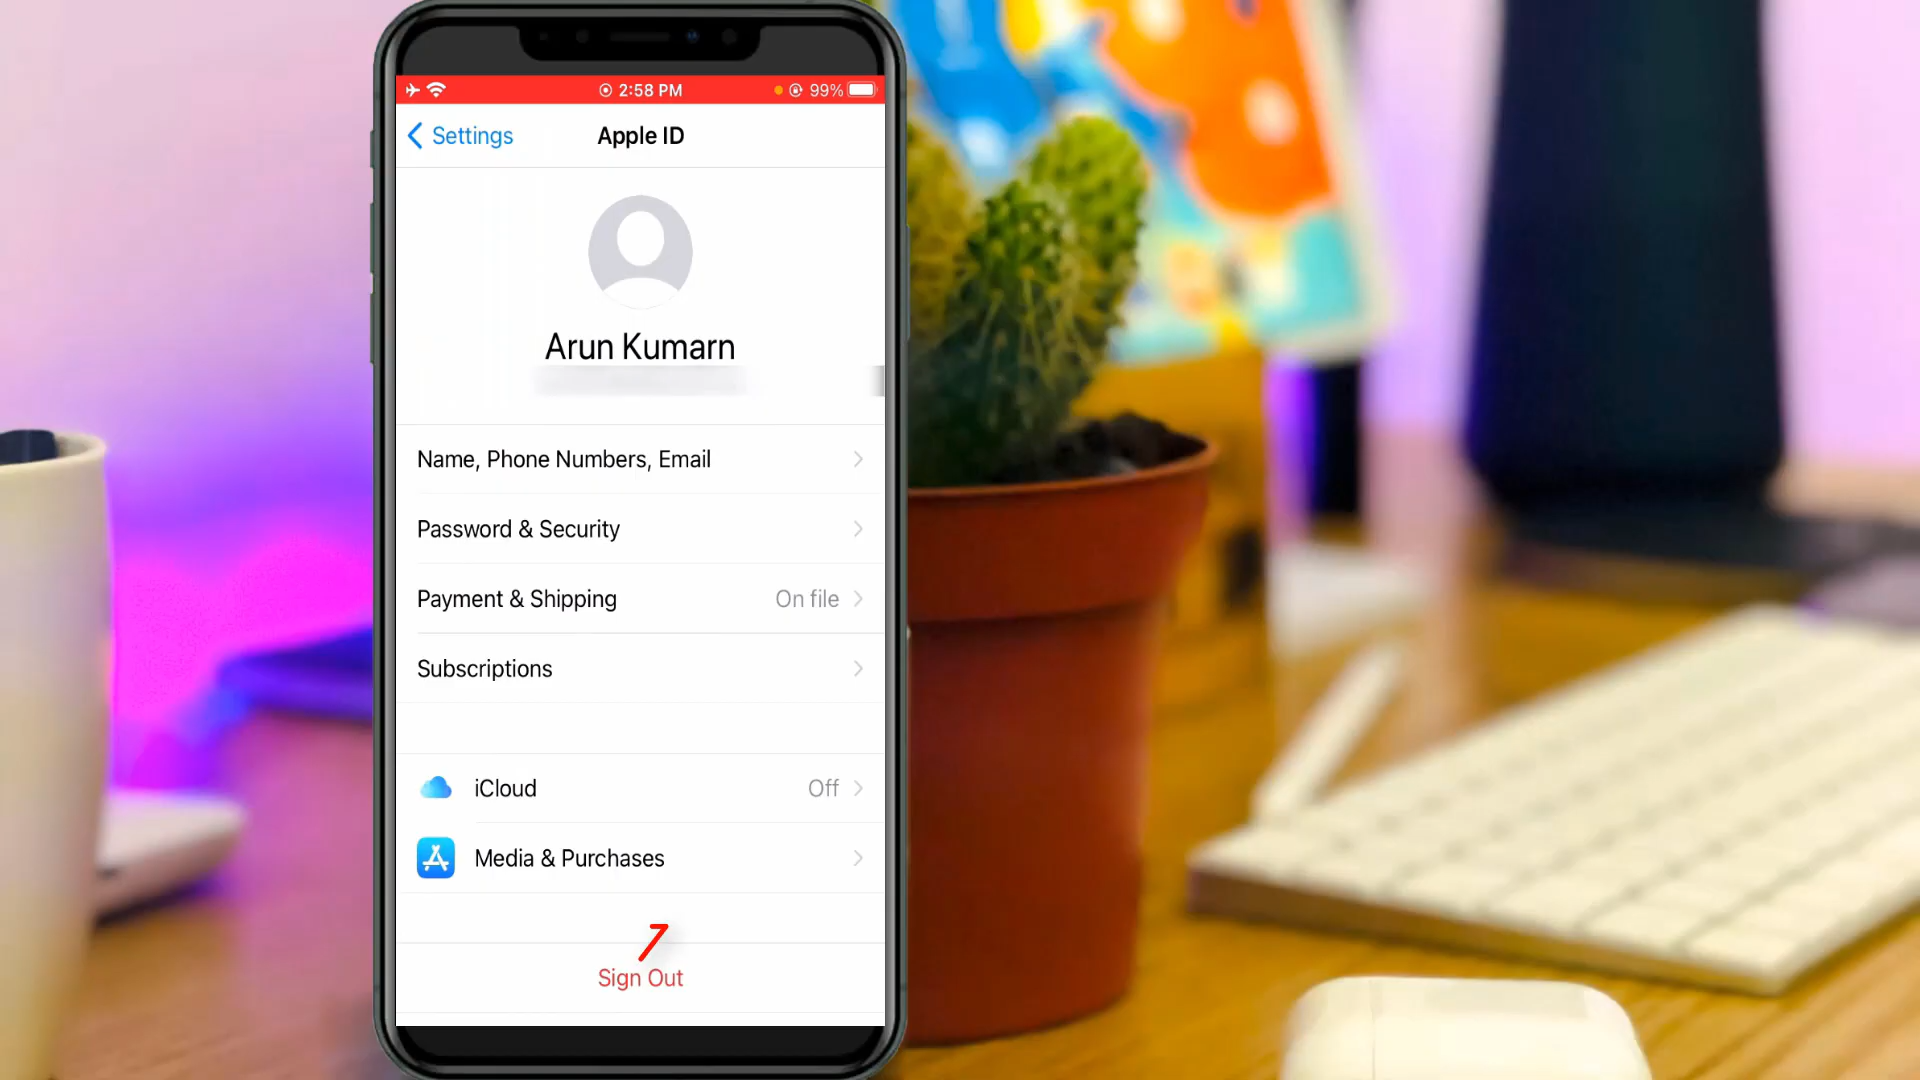 2:58 PM
99%
Settings
Apple ID
Arun Kumarn
Name, Phone Numbers, Email
Password & Security
Payment & Shipping On file
Subscriptions
iCloud Off
Media & Purchases
Sign Out